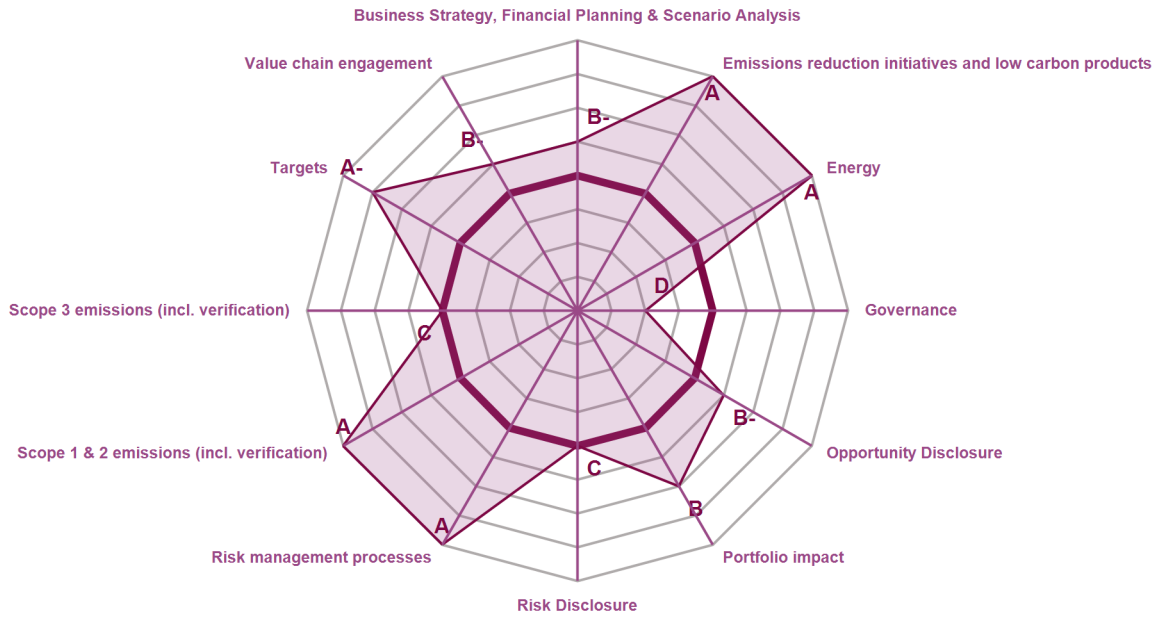 Business Strategy, Financial Planning & Scenario Analysis
Value chain engagement
Emissions reduction initiatives and low carbon products
A
B-
B-
Targets
A-
Energy
A
D
Scope 3 emissions (incl. verification)
Governance
C
B-
A
Scope 1 & 2 emissions (incl. verification)
Opportunity Disclosure
C
B
A
Risk management processes
Portfolio impact
Risk Disclosure